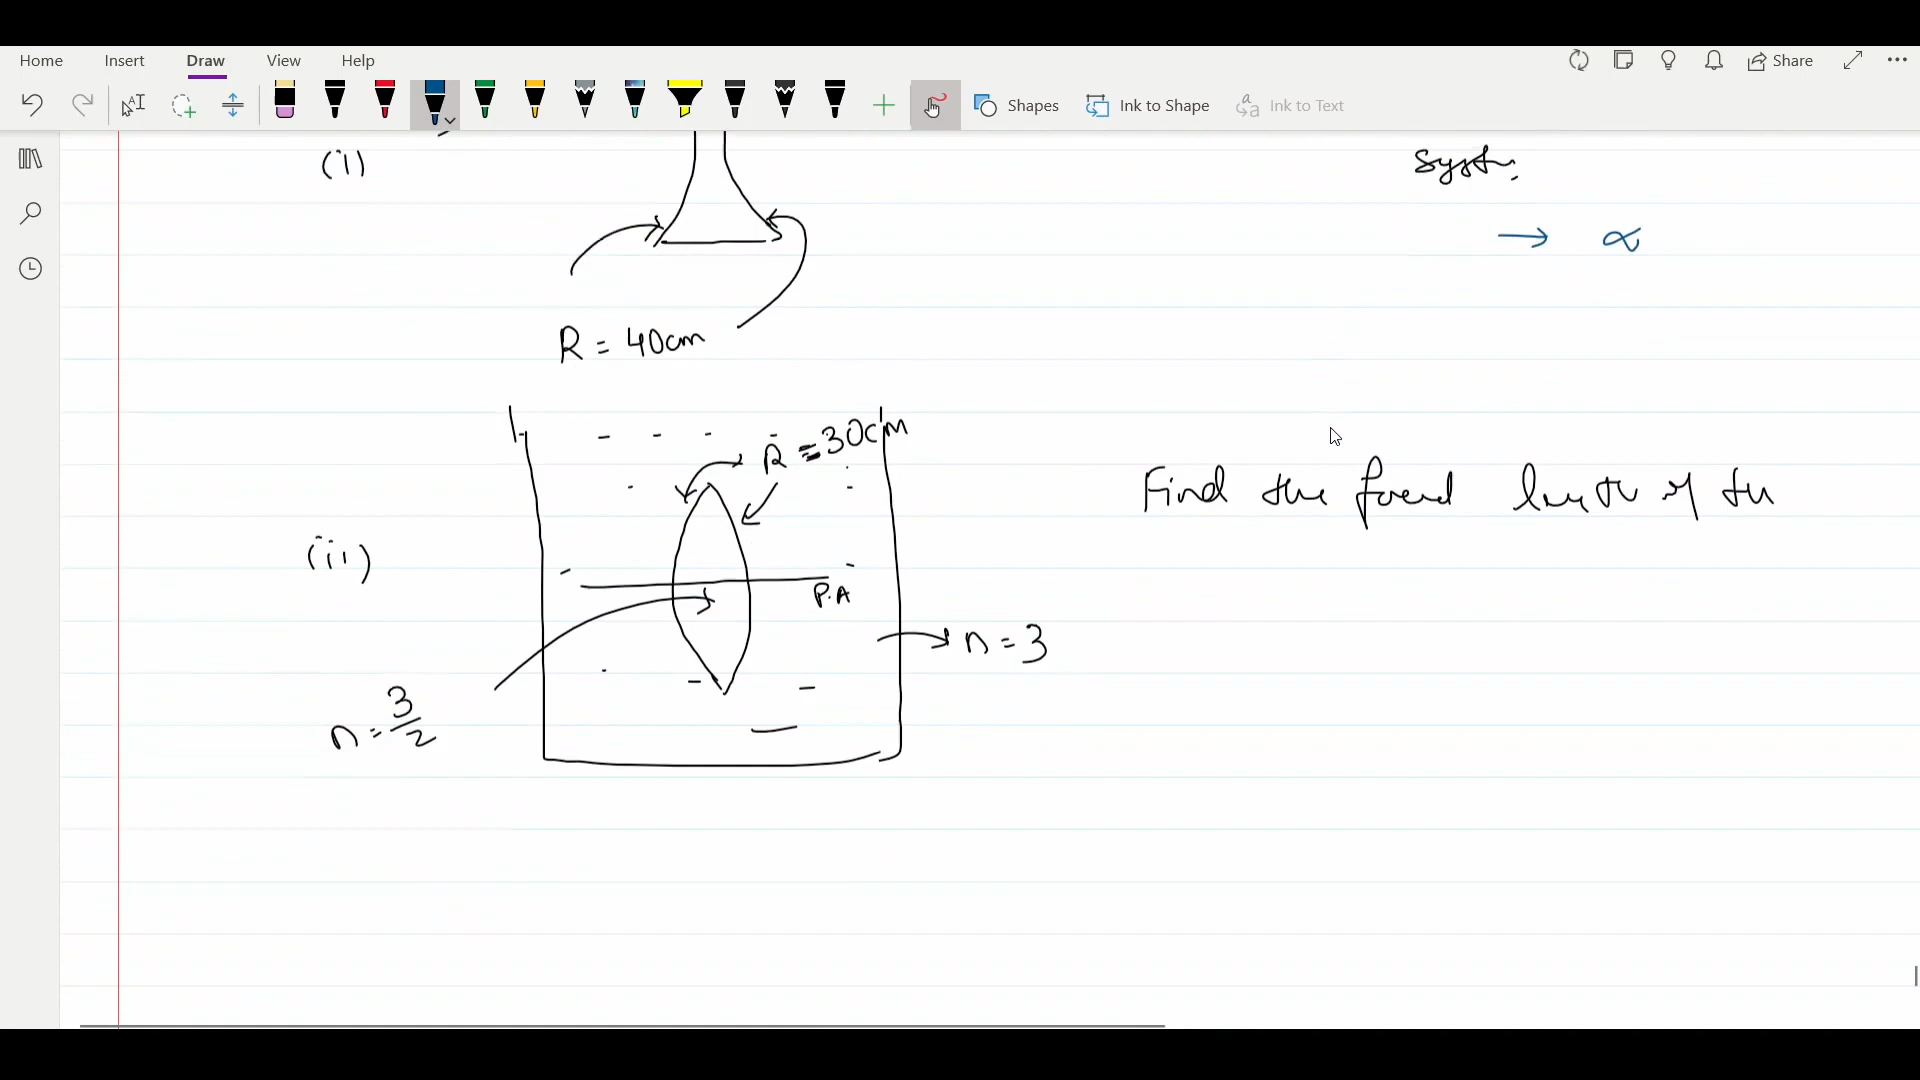 Home Insert Draw View Help Share
Shapes Ink to Shape Ink to Text
(i)
R = 40cm
∝
R = 30cm
Find the focal length of the
(ii)
P.A
n = 3
n = 3/2